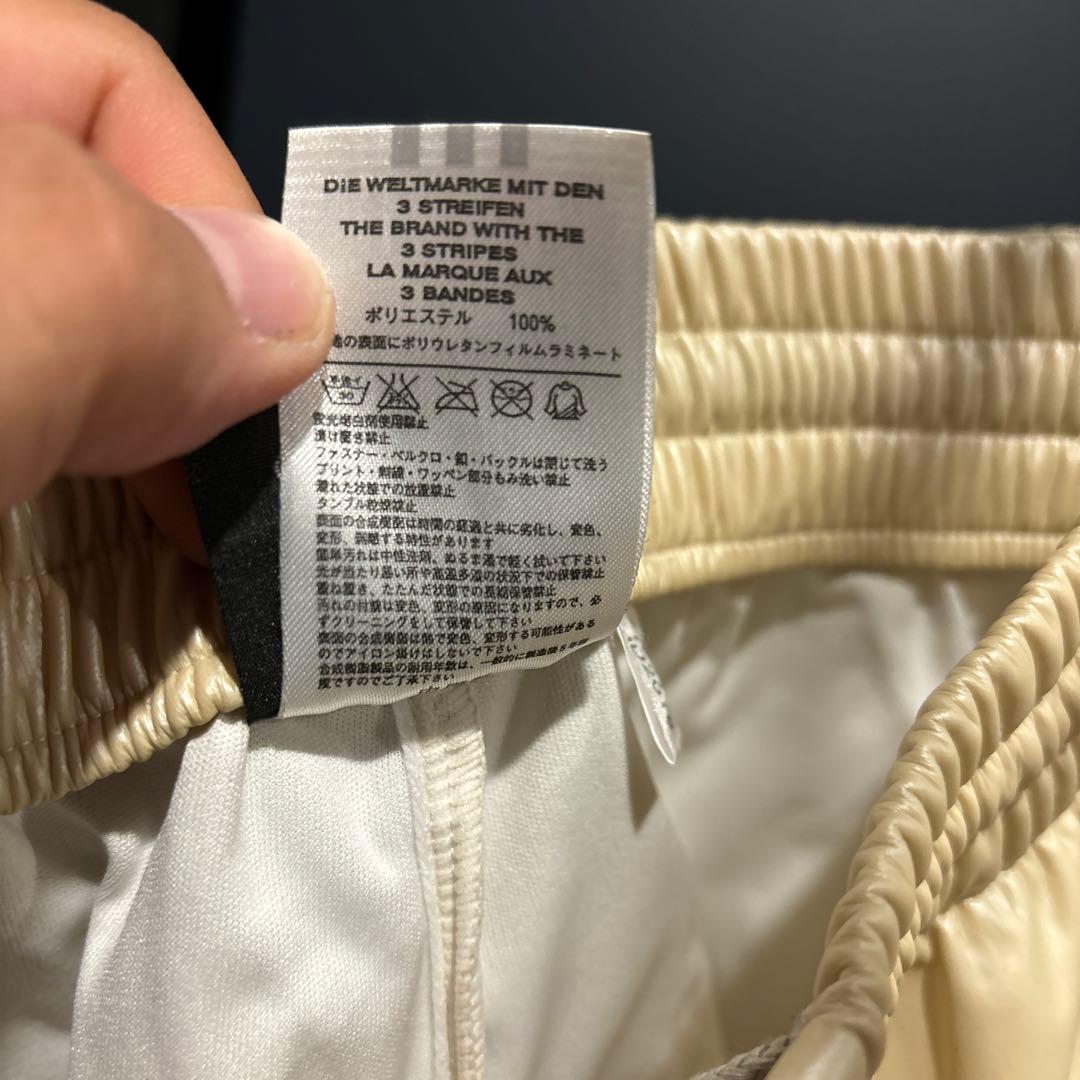 DIE WELTMARKE MIT DEN
3 STREIFEN
THE BRAND WITH THE
3 STRIPES
LA MARQUE AUX
3 BANDES
ポリエステル 100%
の表面にポリウレタンフィルムラミネート
手洗イ
30
蛍光増白剤使用禁止
漬け置き禁止
ファスナー・ベルクロ・釦・バックルは閉じて洗う
プリント・刺繍・ワッペン部分もみ洗い禁止
濡れた状態での放置禁止
タンブル乾燥禁止
表面の合成樹脂は時間の経過と共に劣化し、変色、
変形、剥離する特性があります
簡単汚れは中性洗剤、ぬるま湯で軽く拭いて下さい
光が当たり易い所や高温多湿の状況下での保管禁止
重ね置き、たたんだ状態での長期保管禁止
汚れの付着は変色、変形の原因になりますので、必
ずクリーニングをして保管して下さい
表面の合成樹脂は熱で変色、変形する可能性がある
のでアイロン掛けはしないで下さい
合成樹脂製品の耐用年数は、一般的に製造後5年間
度ですのでご了承下さい